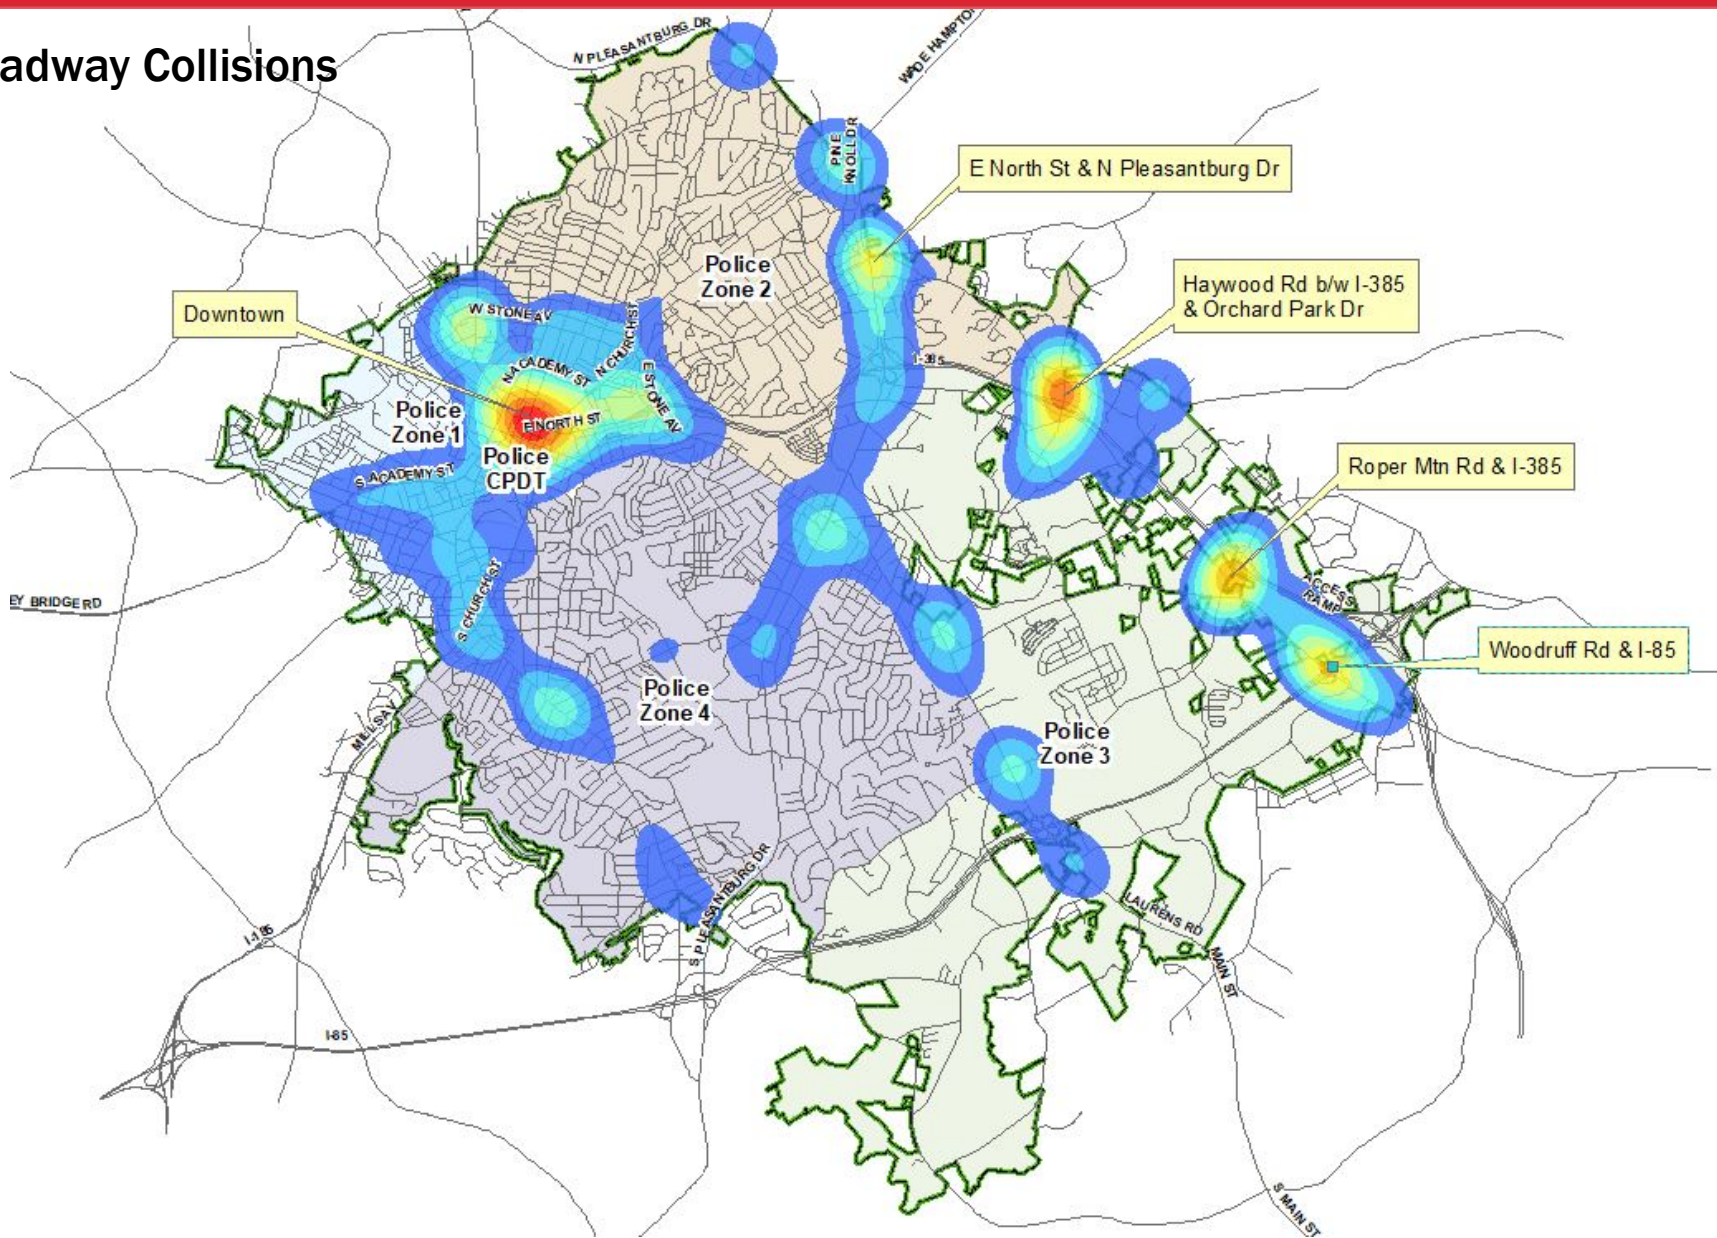 adway Collisions
N PLEASANTBURG DR
WADE HAMPTON
PINE
KNOLL DR
E North St & N Pleasantburg Dr
Police
Zone 2
Haywood Rd b/w I-385
& Orchard Park Dr
Downtown
W STONE AV
N CHURCH ST
N ACADEMY ST
E STONE AV
I-385
Police
Zone 1
E NORTH ST
Police
CPDT
S ACADEMY ST
Roper Mtn Rd & I-385
EY BRIDGE RD
S CHURCH ST
ACCESS
RAMP
Woodruff Rd & I-85
Police
Zone 4
MILLS AV
Police
Zone 3
S PLEASANTBURG DR
LAURENS RD
I-185
MAIN ST
I-85
S MAIN ST